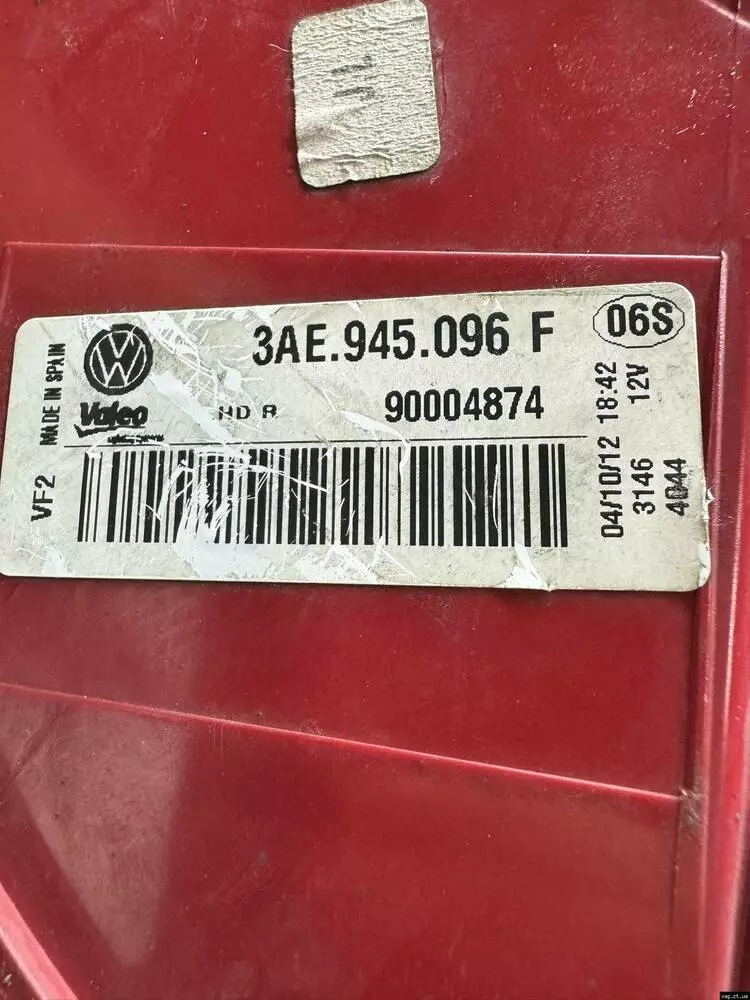 3AE.945.096 F
06S
MADE IN SPAIN
Valeo
90004874
VF2
04/10/12 18:42
3146 12V
4044
vag.zt.ua